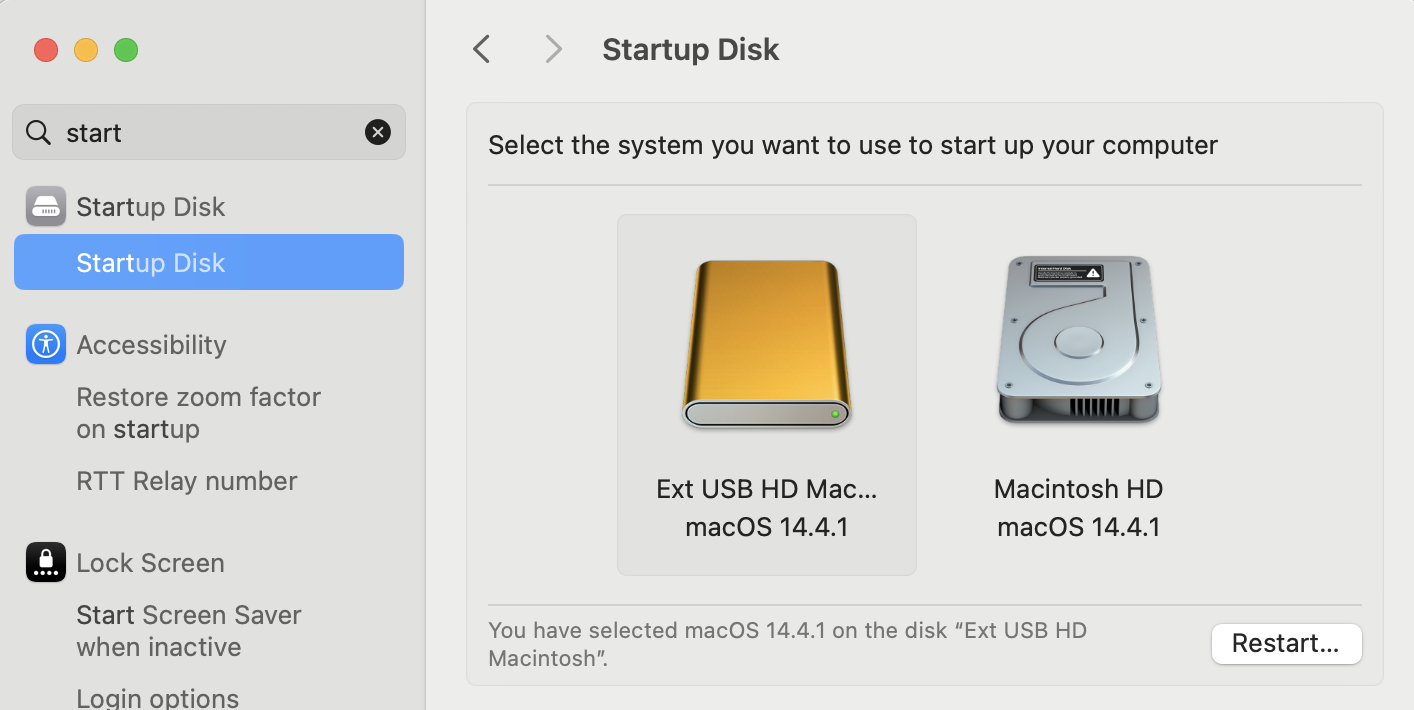 start
Startup Disk
Startup Disk
Accessibility
Restore zoom factor
on startup
RTT Relay number
Lock Screen
Start Screen Saver
when inactive
Login options
Startup Disk
Select the system you want to use to start up your computer
Ext USB HD Mac...
macOS 14.4.1
Macintosh HD
macOS 14.4.1
You have selected macOS 14.4.1 on the disk “Ext USB HD
Macintosh”.
Restart...